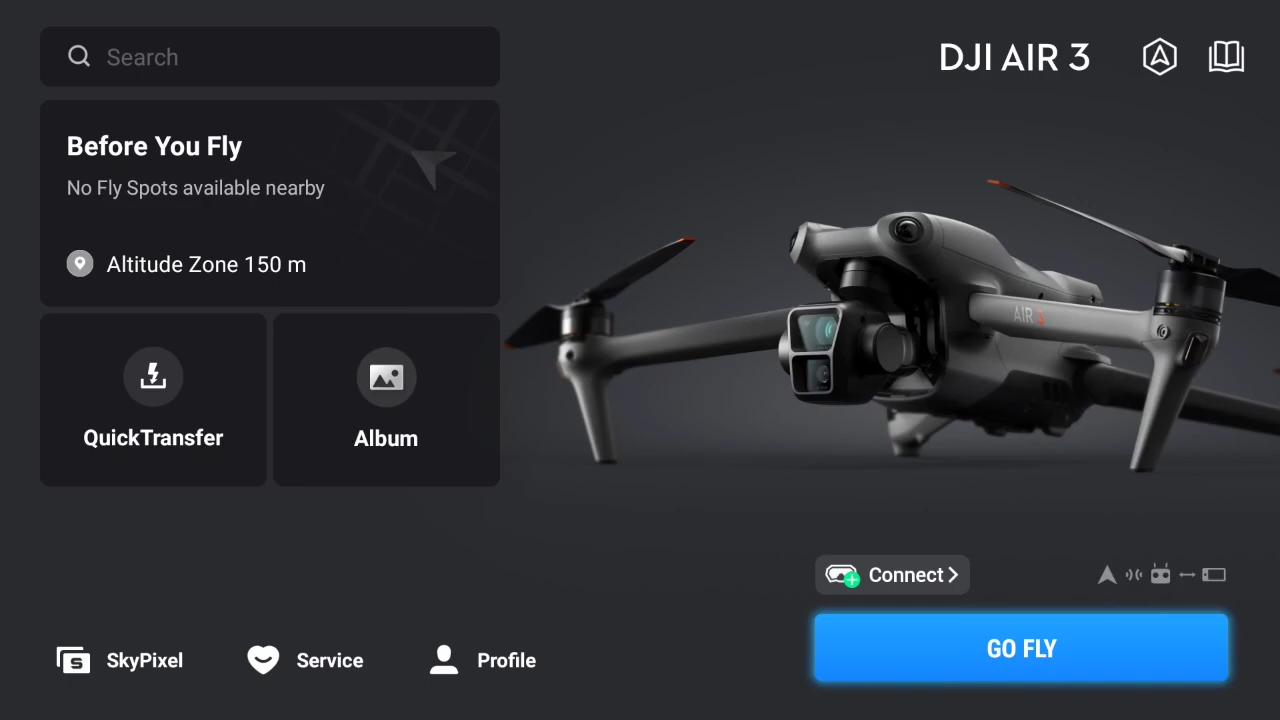 Search
DJI AIR 3
Before You Fly
No Fly Spots available nearby
Altitude Zone 150 m
AIR 3
QuickTransfer
Album
Connect
GO FLY
S
SkyPixel
Service
Profile